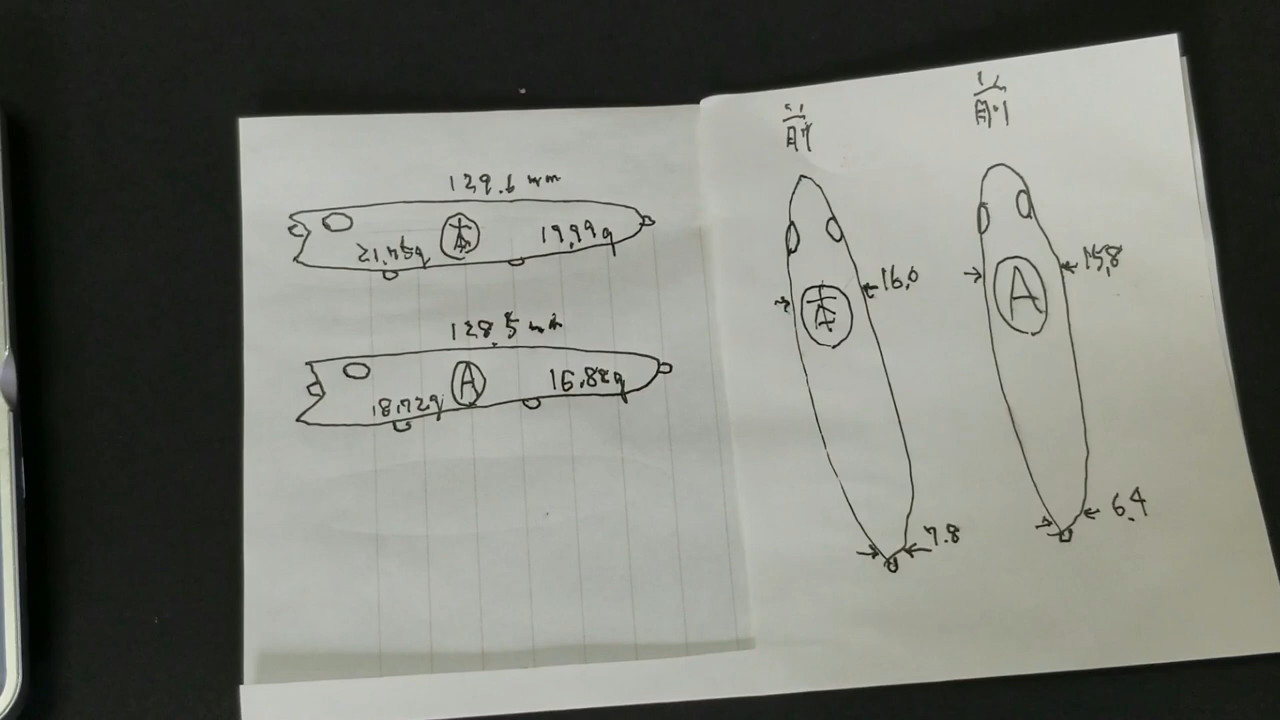 129.6 mm
21.45g
本
19.99g
128.5 mm
18.72g
A
16.88g
前
前
本
16.0
7.8
A
15.8
6.4